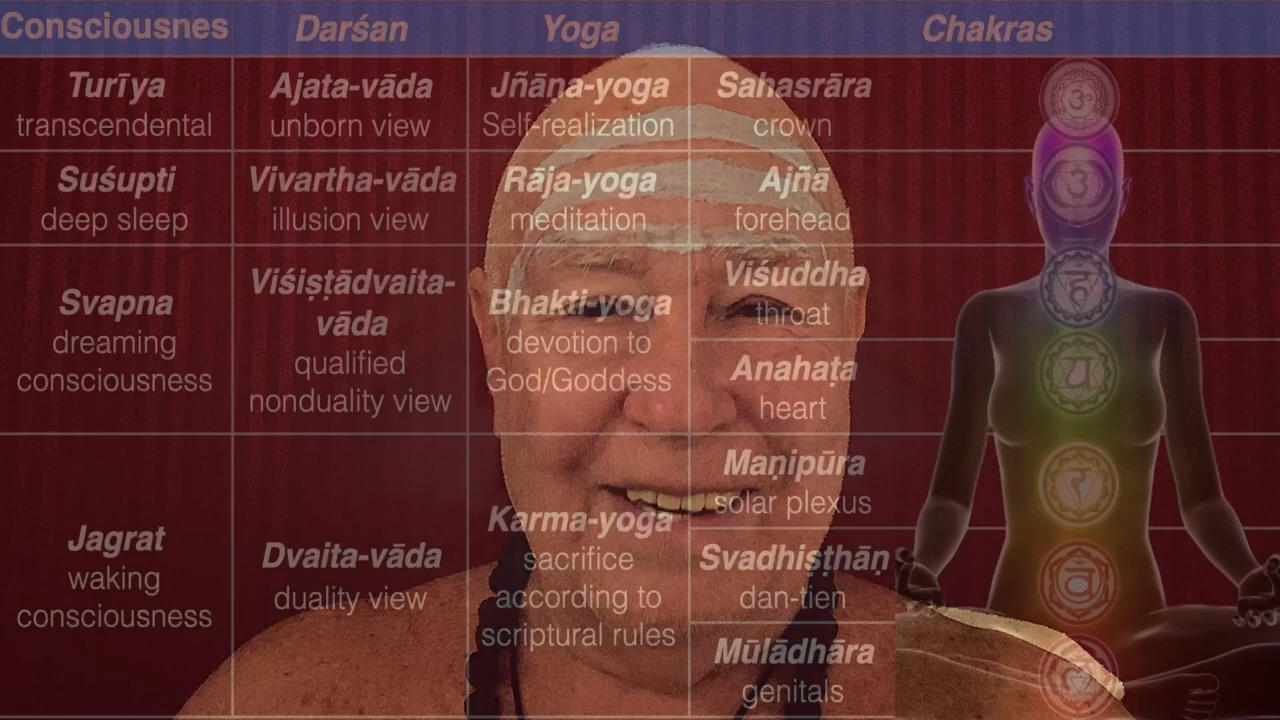 Consciousnes Darśan Yoga Chakras
Turīya
transcendental
Ajata-vāda
unborn view
Jñāna-yoga
Self-realization
Sahasrāra
crown
Suśupti
deep sleep
Vivartha-vāda
illusion view
Rāja-yoga
meditation
Ajñā
forehead
Svapna
dreaming
consciousness
Viśiṣṭādvaita-
vāda
qualified
nonduality view
Bhakti-yoga
devotion to
God/Goddess
Viśuddha
throat
Anahaṭa
heart
Jagrat
waking
consciousness
Dvaita-vāda
duality view
Karma-yoga
sacrifice
according to
scriptural rules
Maṇipūra
solar plexus
Svadhiṣṭhāṇ
dan-tien
Mūlādhāra
genitals